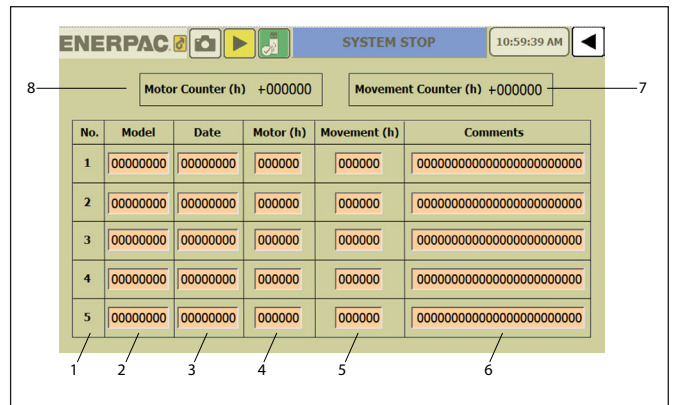 ENERPAC. SYSTEM STOP 10:59:39 AM
8 Motor Counter (h) +000000 Movement Counter (h) +000000 7
No. Model Date Motor (h) Movement (h) Comments
1 00000000 00000000 000000 000000 000000000000000000000000
2 00000000 00000000 000000 000000 000000000000000000000000
3 00000000 00000000 000000 000000 000000000000000000000000
4 00000000 00000000 000000 000000 000000000000000000000000
5 00000000 00000000 000000 000000 000000000000000000000000
1 2 3 4 5 6